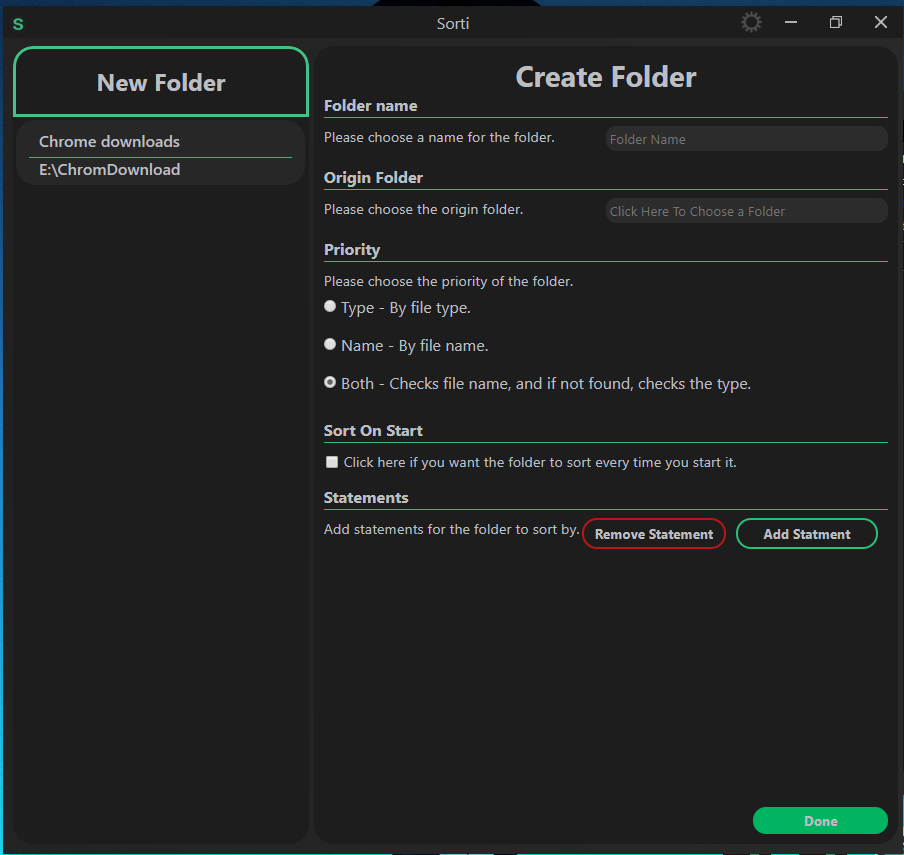 S
Sorti
New Folder
Chrome downloads
E:\ChromDownload
Create Folder
Folder name
Please choose a name for the folder.
Folder Name
Origin Folder
Please choose the origin folder.
Click Here To Choose a Folder
Priority
Please choose the priority of the folder.
Type - By file type.
Name - By file name.
Both - Checks file name, and if not found, checks the type.
Sort On Start
Click here if you want the folder to sort every time you start it.
Statements
Add statements for the folder to sort by.
Remove Statement
Add Statment
Done